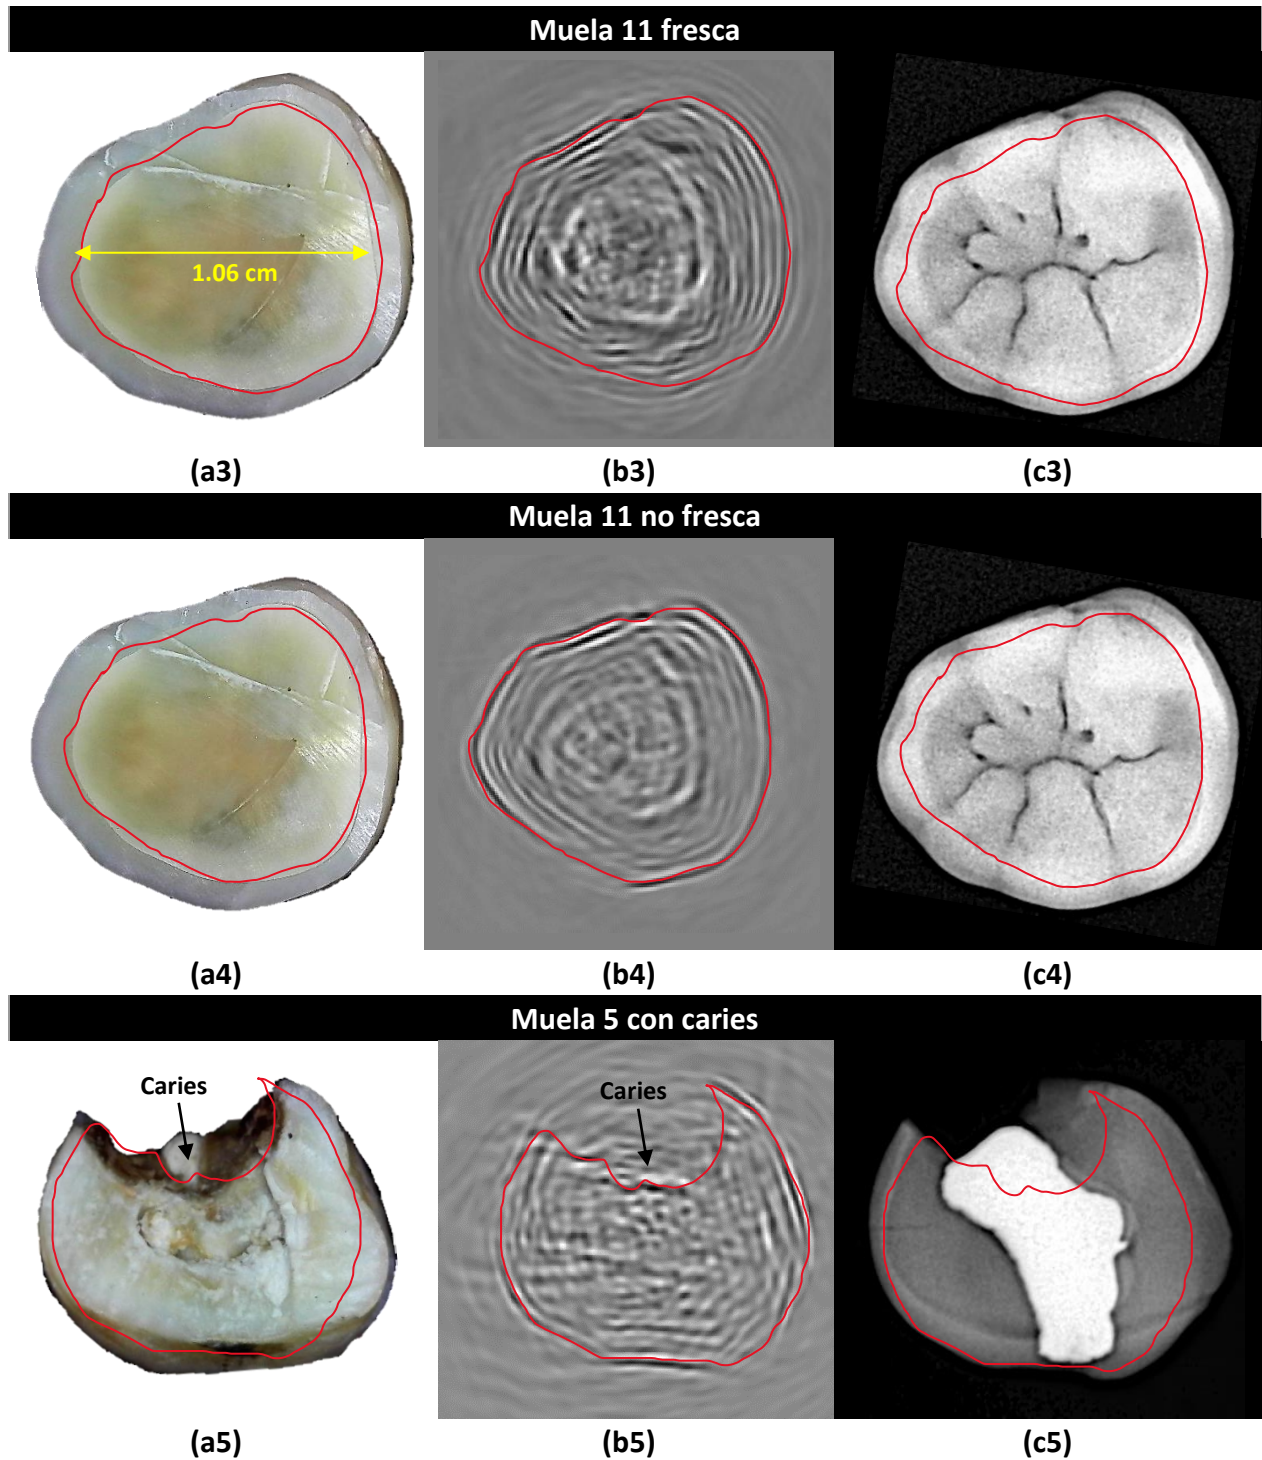 Muela 11 fresca
1.06 cm
(a3)
(b3)
(c3)
Muela 11 no fresca
(a4)
(b4)
(c4)
Muela 5 con caries
Caries
Caries
(a5)
(b5)
(c5)